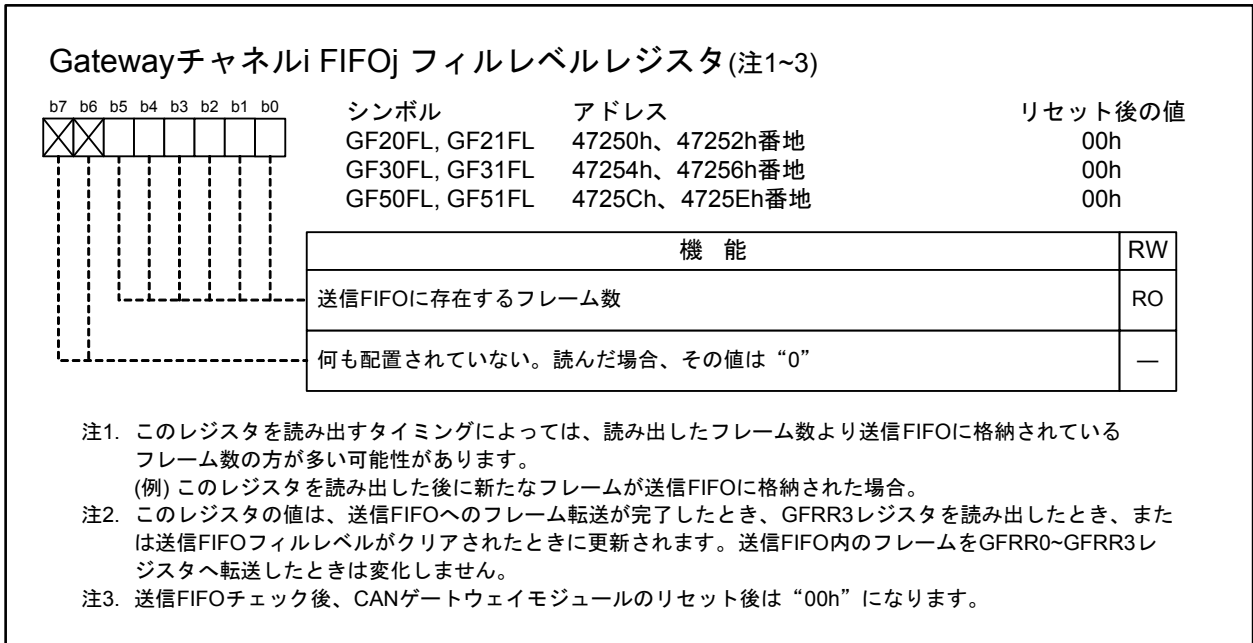 Gatewayチャネルi FIFOj フィルレベルレジスタ(注1~3)
b7 b6 b5 b4 b3 b2 b1 b0
シンボル アドレス リセット後の値
GF20FL, GF21FL 47250h、47252h番地 00h
GF30FL, GF31FL 47254h、47256h番地 00h
GF50FL, GF51FL 4725Ch、4725Eh番地 00h
機 能 RW
送信FIFOに存在するフレーム数 RO
何も配置されていない。読んだ場合、その値は“0” —
注1. このレジスタを読み出すタイミングによっては、読み出したフレーム数より送信FIFOに格納されている
フレーム数の方が多い可能性があります。
(例) このレジスタを読み出した後に新たなフレームが送信FIFOに格納された場合。
注2. このレジスタの値は、送信FIFOへのフレーム転送が完了したとき、GFRR3レジスタを読み出したとき、また
は送信FIFOフィルレベルがクリアされたときに更新されます。送信FIFO内のフレームをGFRR0~GFRR3レ
ジスタへ転送したときは変化しません。
注3. 送信FIFOチェック後、CANゲートウェイモジュールのリセット後は“00h”になります。